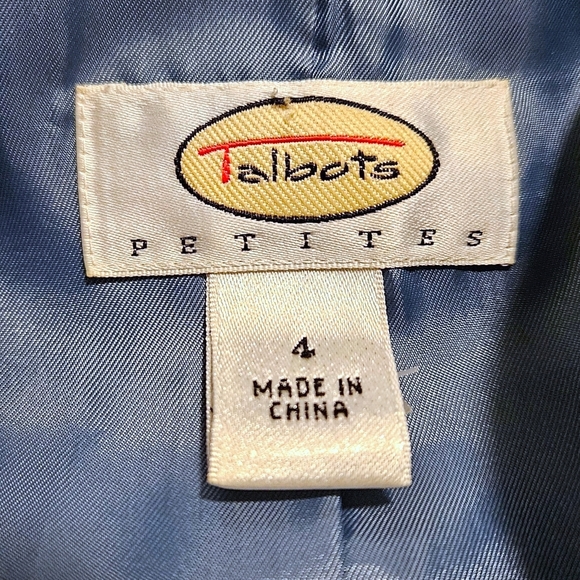 Talbots
PETITES
4
MADE IN
CHINA